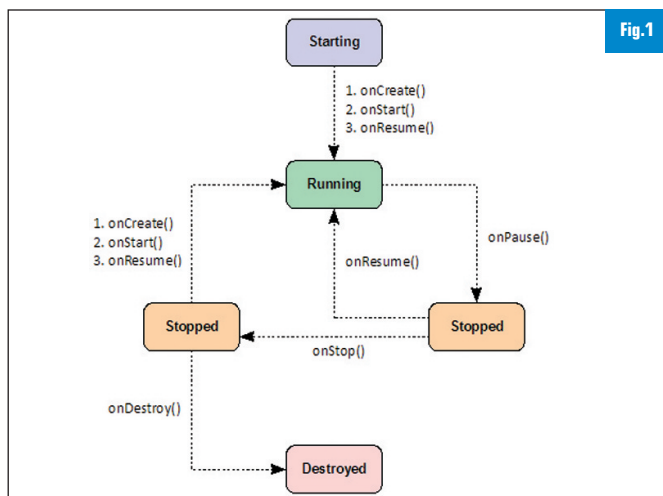 Fig.1
Starting
1. onCreate()
2. onStart()
3. onResume()
Running
1. onCreate()
2. onStart()
3. onResume()
onResume()
onPause()
Stopped
Stopped
onStop()
onDestroy()
Destroyed